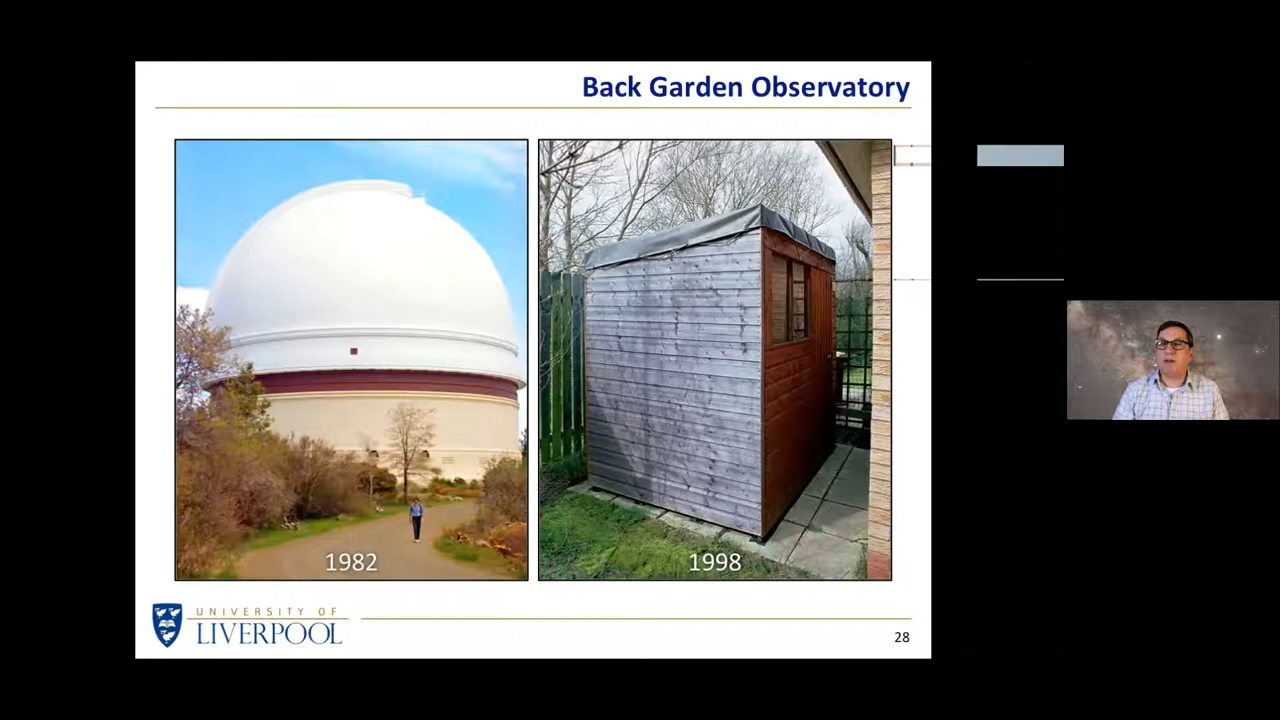 Back Garden Observatory
1982
1998
UNIVERSITY OF
LIVERPOOL
28